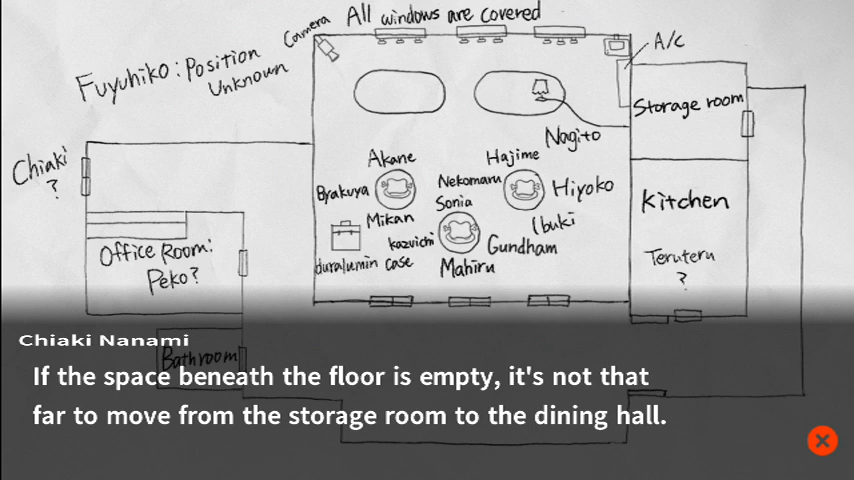 All windows are covered
Camera
A/C
Fuyuhiko: Position
Unknown
Storage room
Nagito
Chiaki
?
Akane
Hajime
Byakuya
Nekomaru
Hiyoko
Sonia
Mikan
Ibuki
Kitchen
kazuichi
Gundham
Office Room:
Peko?
duralumin case
Mahiru
Teruteru
?
Chiaki Nanami
Bathroom
If the space beneath the floor is empty, it's not that
far to move from the storage room to the dining hall.